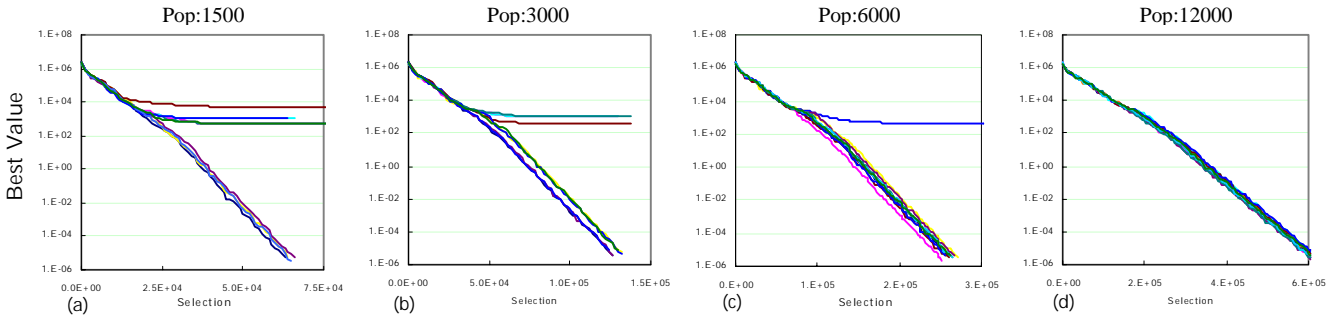 Pop:1500
Pop:3000
Pop:6000
Pop:12000
Best Value
1.E+08
1.E+06
1.E+04
1.E+02
1.E+00
1.E-02
1.E-04
1.E-06
0.0E+00
2.5E+04
5.0E+04
7.5E+04
Selection
(a)
1.E+08
1.E+06
1.E+04
1.E+02
1.E+00
1.E-02
1.E-04
1.E-06
0.0E+00
5.0E+04
1.0E+05
1.5E+05
Selection
(b)
1.E+08
1.E+06
1.E+04
1.E+02
1.E+00
1.E-02
1.E-04
1.E-06
0.E+00
1.E+05
2.E+05
3.E+05
Selection
(c)
1.E+08
1.E+06
1.E+04
1.E+02
1.E+00
1.E-02
1.E-04
1.E-06
0.E+00
2.E+05
4.E+05
6.E+05
Selection
(d)